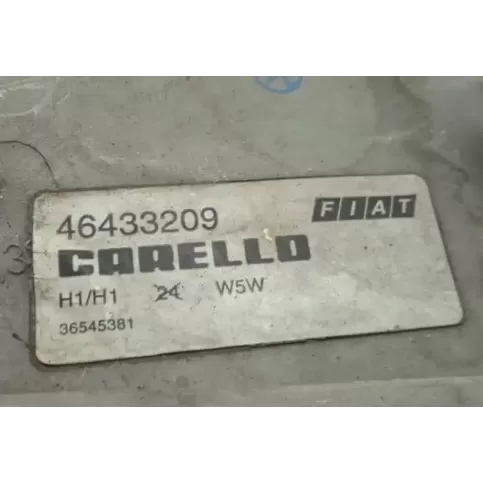 46433209 FIAT
CARELLO
H1/H1 24 W5W
36545381